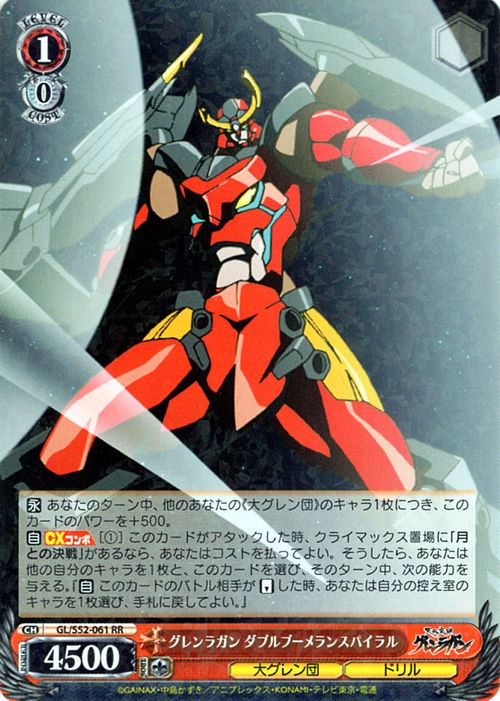 LEVEL
1
0
COST
永 あなたのターン中、他のあなたの《大グレン団》のキャラ1枚につき、この
カードのパワーを+500。
自 CXコンボ [①] このカードがアタックした時、クライマックス置場に「月
との決戦」があるなら、あなたはコストを払ってよい。そうしたら、あなたは
他の自分のキャラを1枚と、このカードを選び、そのターン中、次の能力を
与える。『自 このカードのバトル相手が した時、あなたは自分の控え室
のキャラを1枚選び、手札に戻してよい。』
CH GL/S52-061 RR
グレンラガン ダブルブーメランスパイラル
天元突破
グレンラガン
POWER
4500
SOUL
大グレン団
ドリル
©GAINAX・中島かずき／アニプレックス・KONAMI・テレビ東京・電通